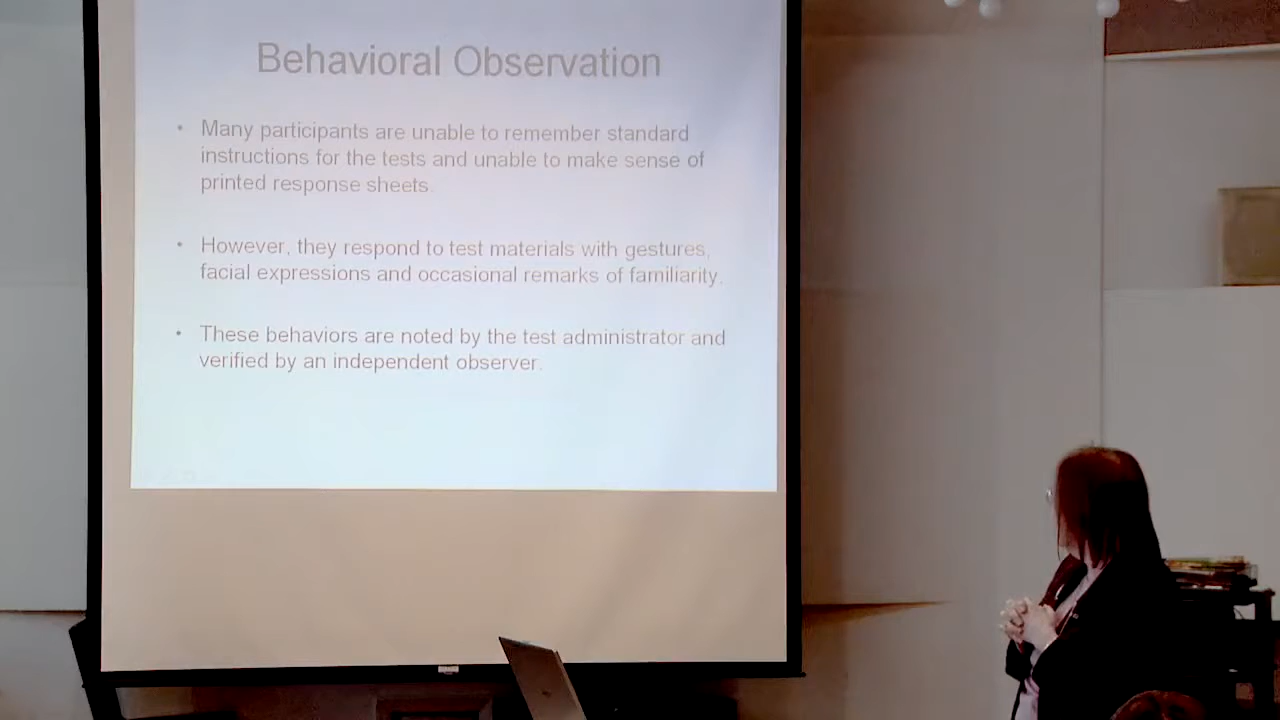 Behavioral Observation
• Many participants are unable to remember standard
instructions for the tests and unable to make sense of
printed response sheets.
• However, they respond to test materials with gestures,
facial expressions and occasional remarks of familiarity.
• These behaviors are noted by the test administrator and
verified by an independent observer.